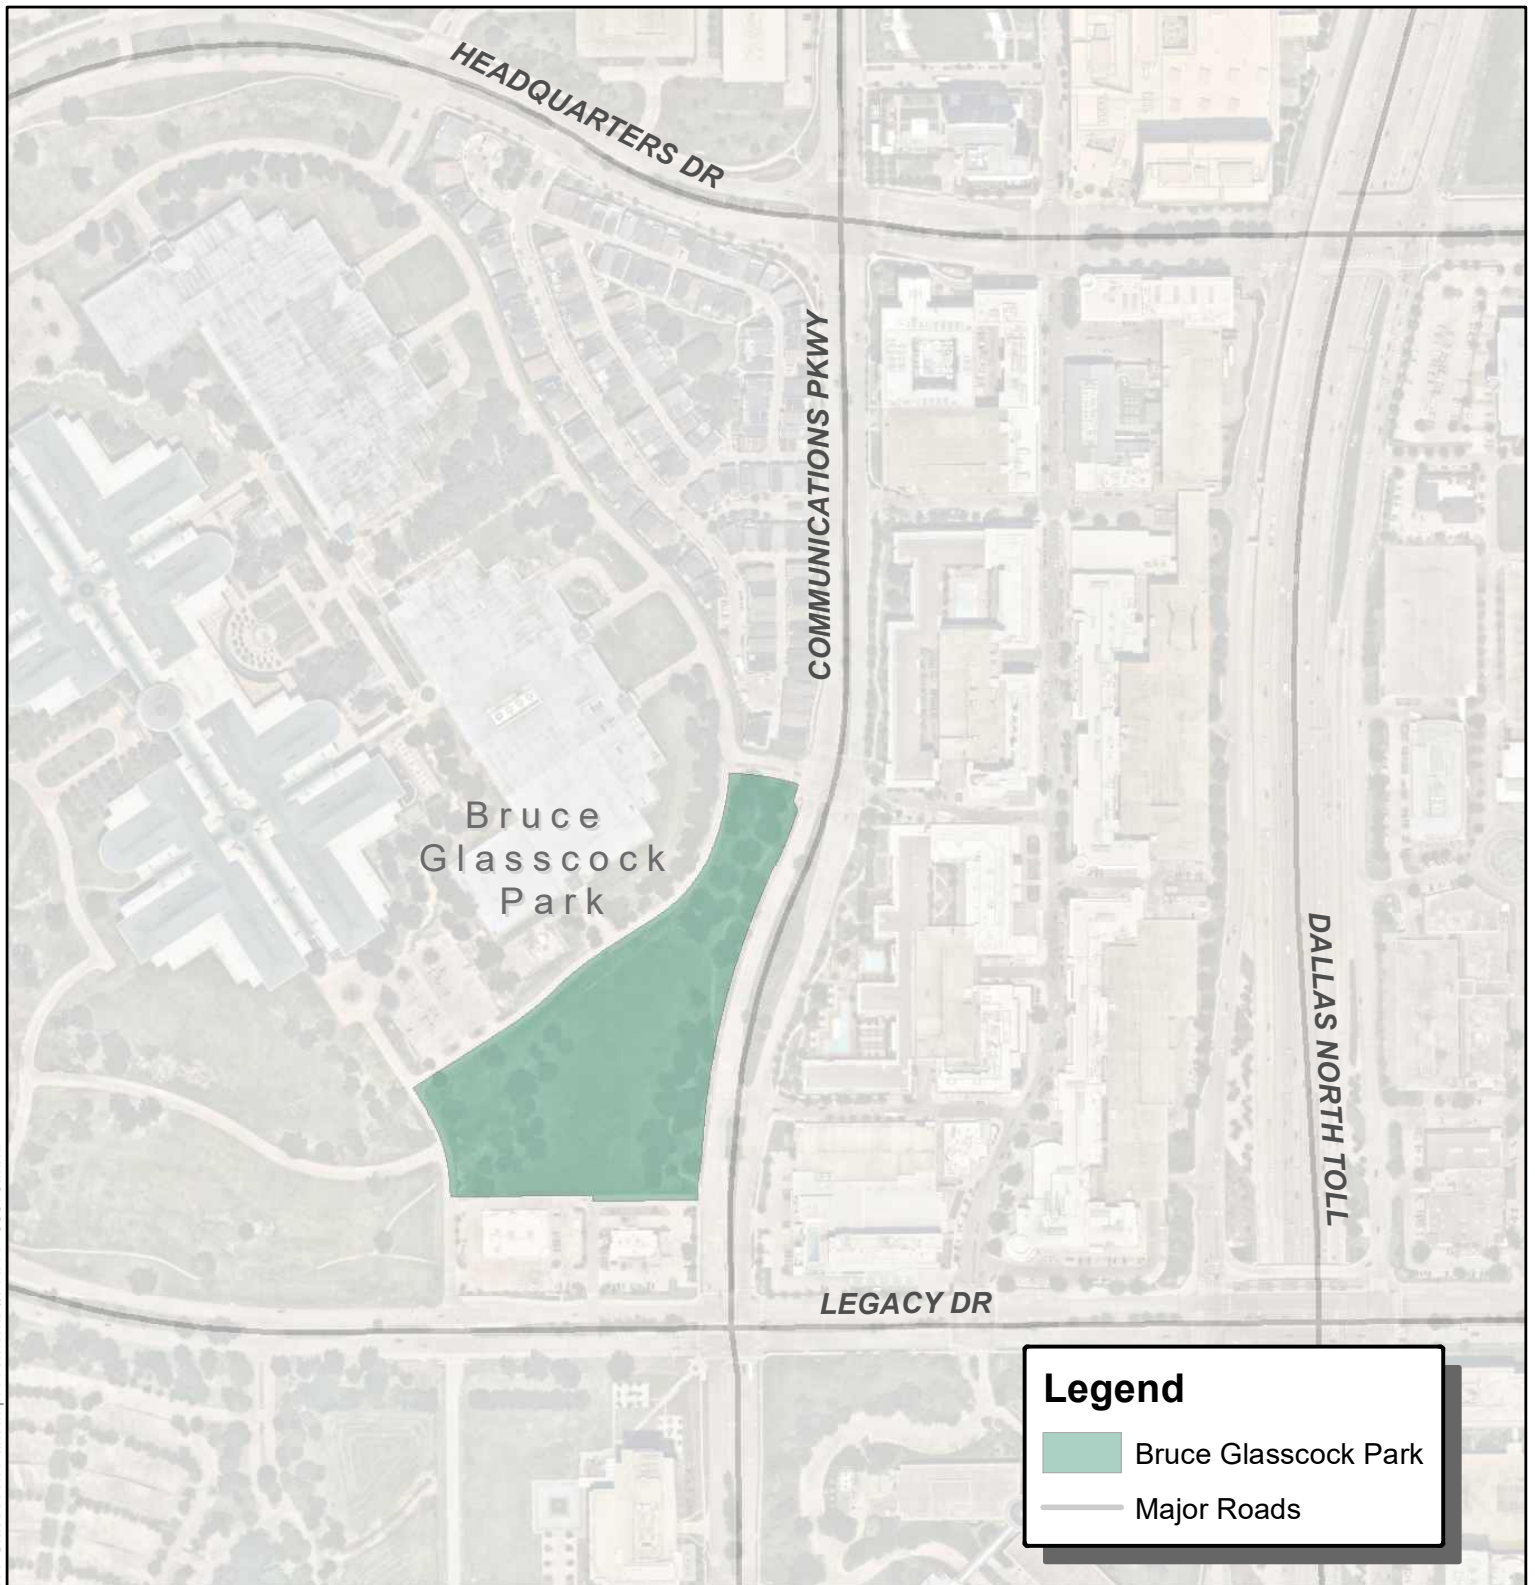 HEADQUARTERS DR
COMMUNICATIONS PKWY
Bruce
Glasscock
Park
DALLAS NORTH TOLL
LEGACY DR
Legend
Bruce Glasscock Park
Major Roads